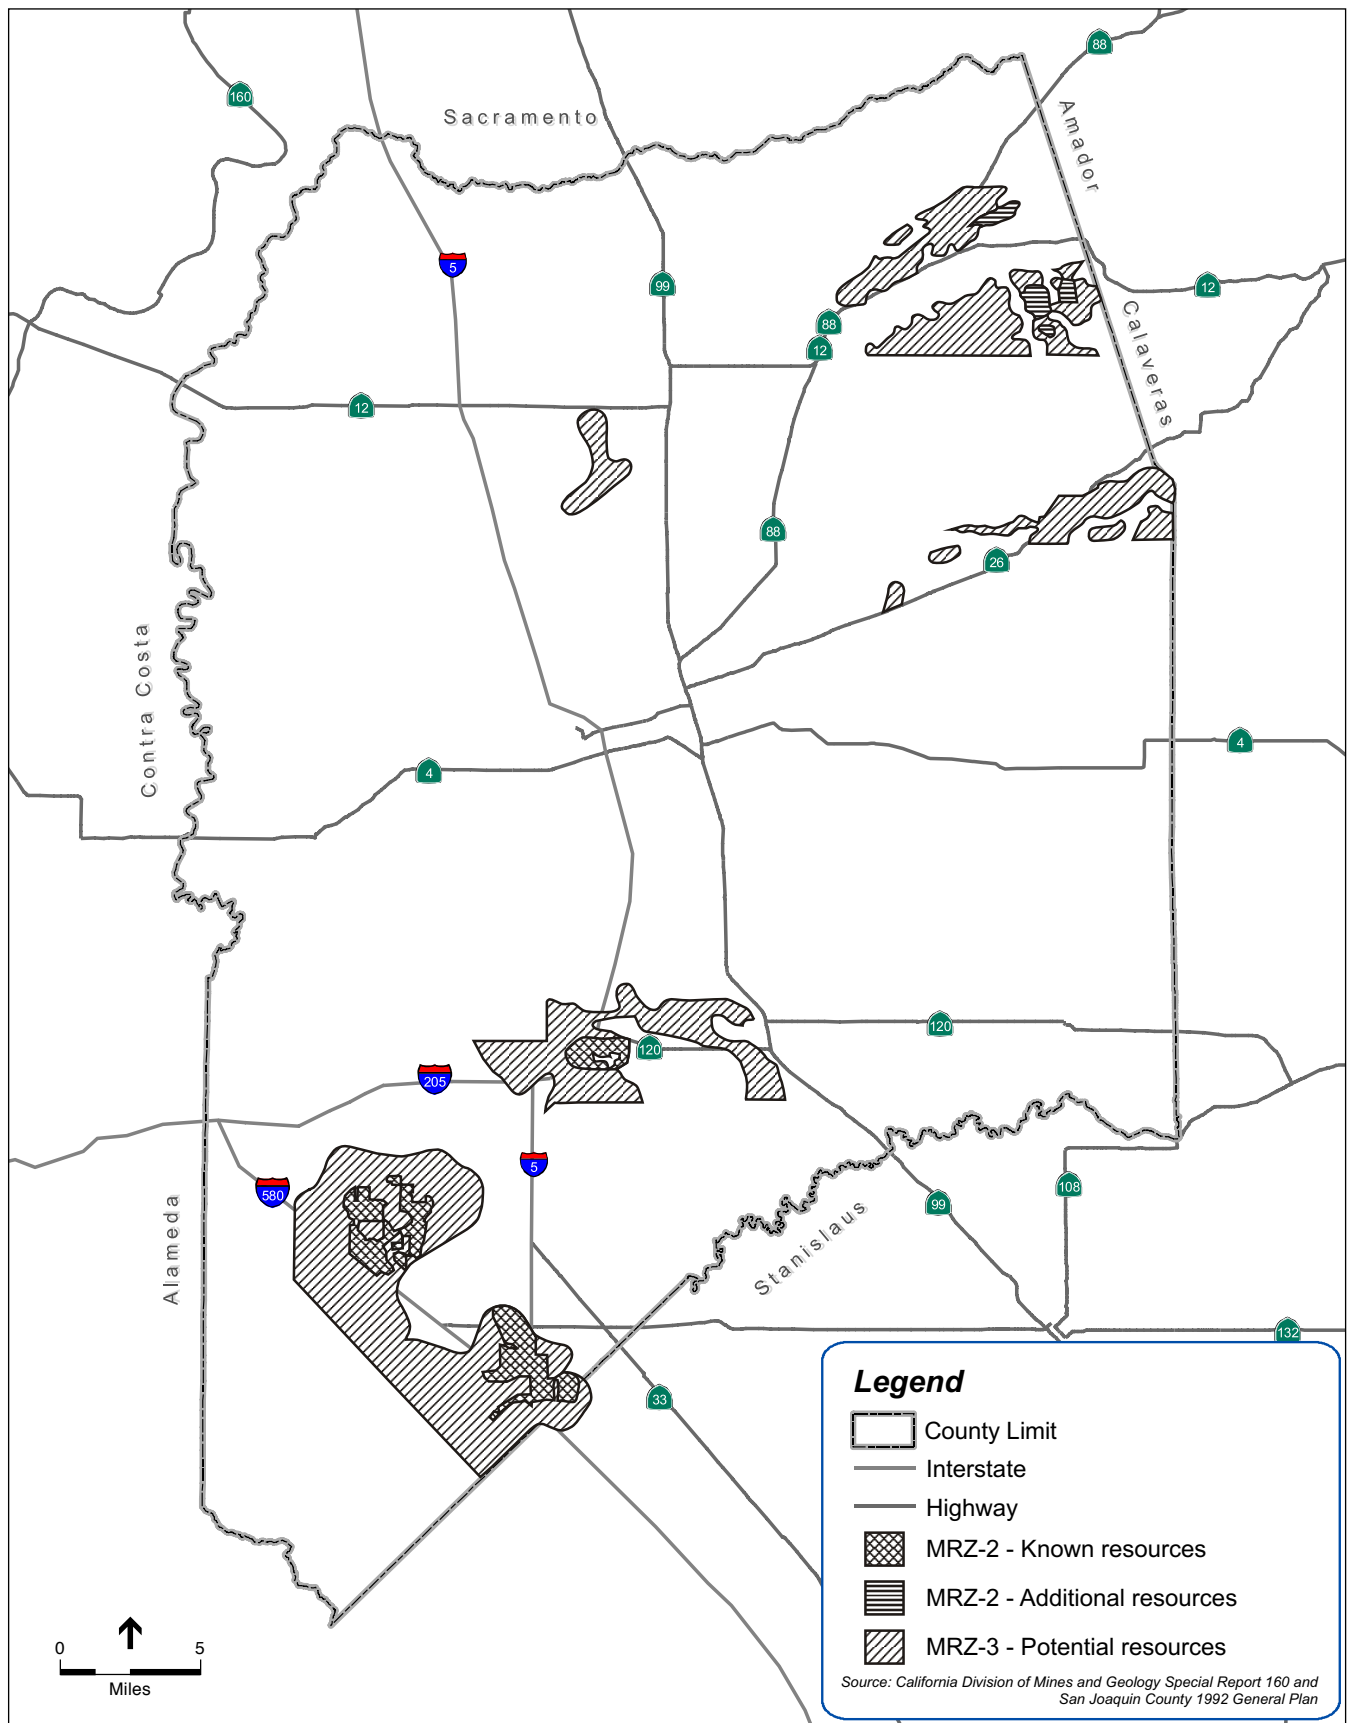 88
160
Sacramento
Amador
5
99
12
88
12
Calaveras
12
88
26
Contra Costa
4
4
120
120
205
5
580
108
99
Alameda
Stanislaus
132
33
Legend
County Limit
Interstate
Highway
MRZ-2 - Known resources
MRZ-2 - Additional resources
MRZ-3 - Potential resources
Source: California Division of Mines and Geology Special Report 160 and
San Joaquin County 1992 General Plan
0 5
Miles